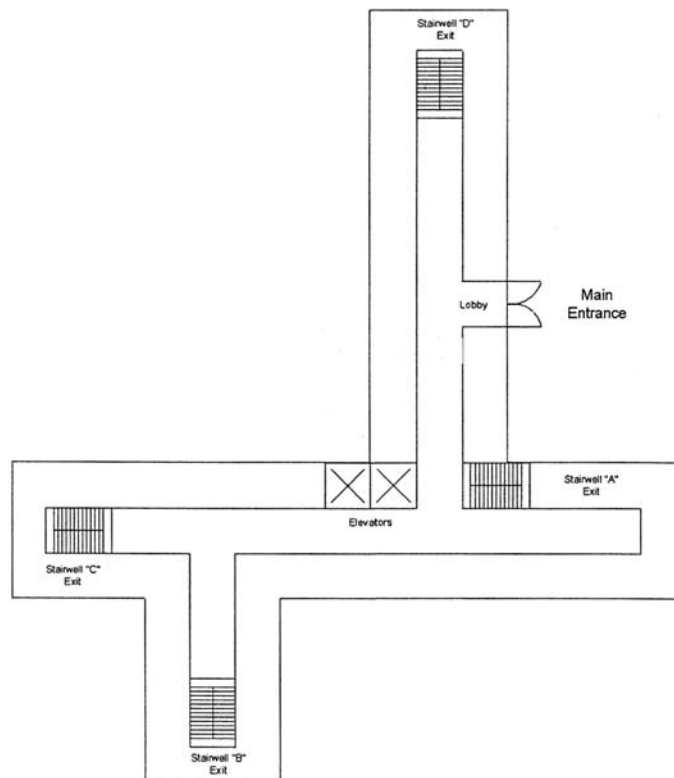 Stairwell "D"
Exit
Lobby
Main
Entrance
Stairwell "A"
Exit
Elevators
Stairwell "C"
Exit
Stairwell "B"
Exit